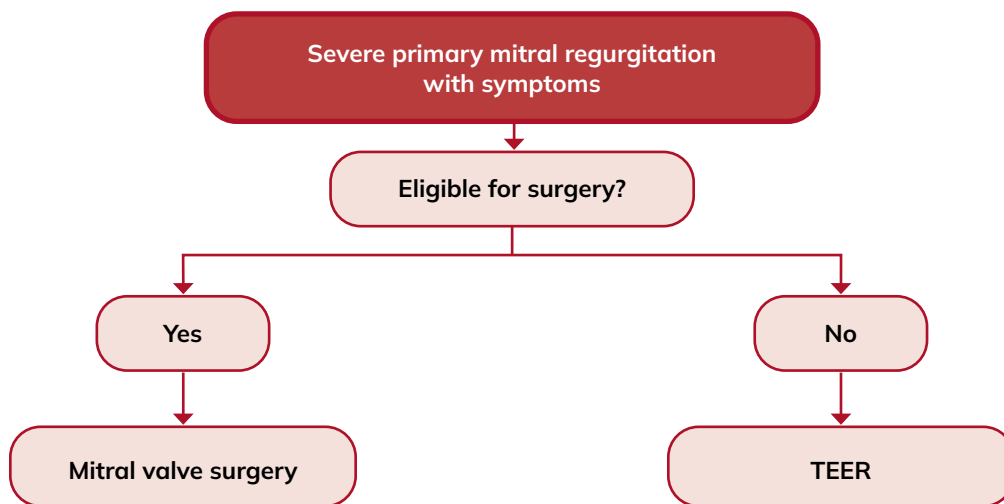 Severe primary mitral regurgitation
with symptoms
Eligible for surgery?
Yes
No
Mitral valve surgery
TEER